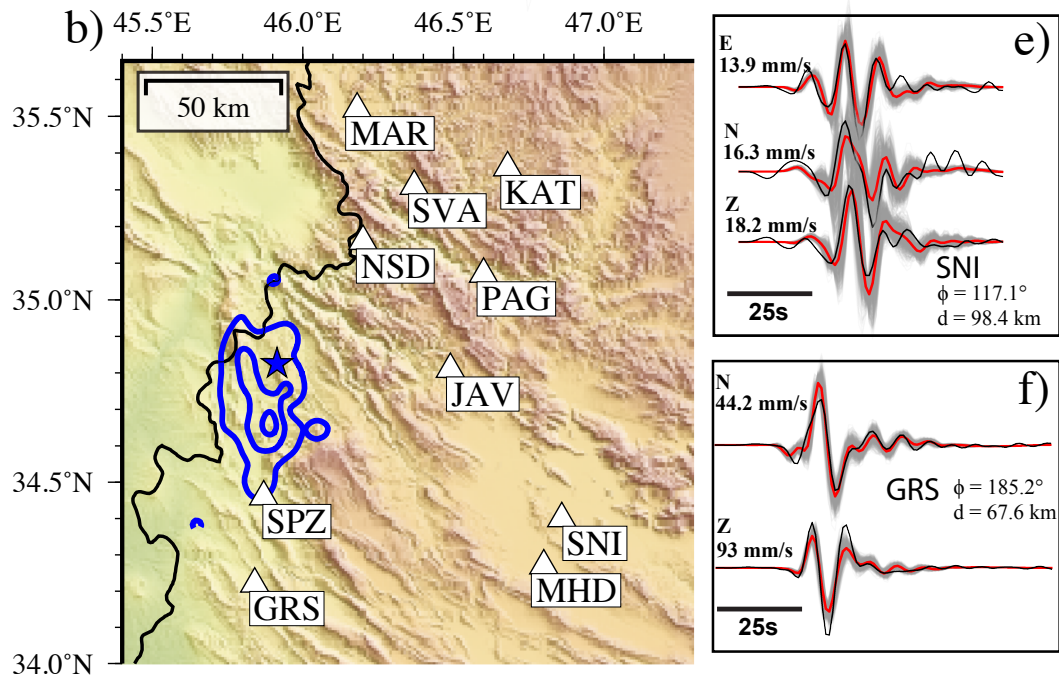 b)
45.5°E 46.0°E 46.5°E 47.0°E
50 km
35.5°N
35.0°N
34.5°N
34.0°N
MAR
KAT
SVA
NSD
PAG
JAV
SPZ
SNI
MHD
GRS
e)
E
13.9 mm/s
N
16.3 mm/s
Z
18.2 mm/s
SNI
ϕ = 117.1°
d = 98.4 km
25s
f)
N
44.2 mm/s
GRS
ϕ = 185.2°
d = 67.6 km
Z
93 mm/s
25s